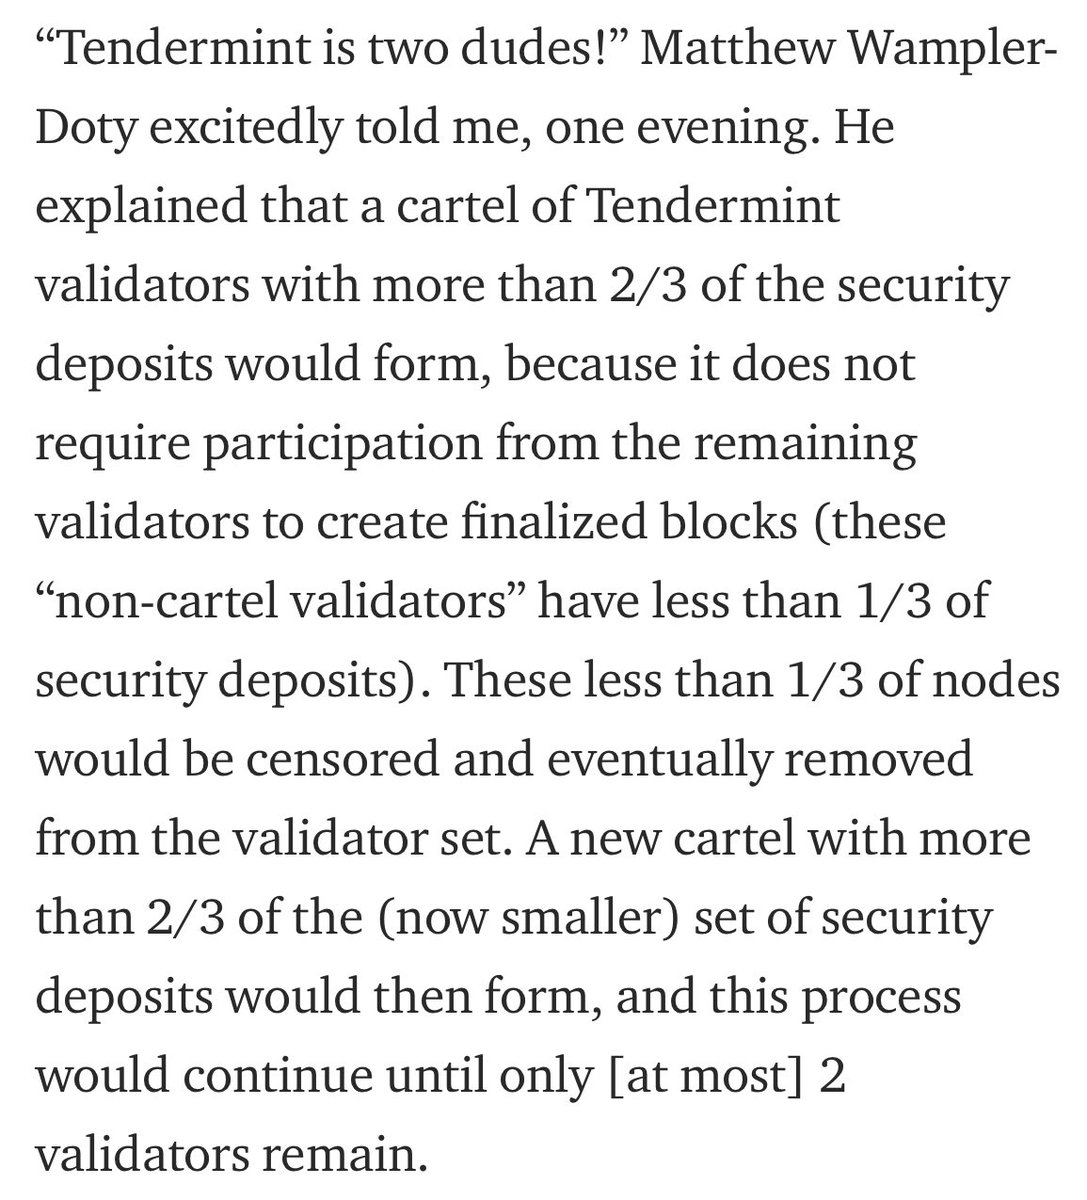 “Tendermint is two dudes!” Matthew Wampler-
Doty excitedly told me, one evening. He
explained that a cartel of Tendermint
validators with more than 2/3 of the security
deposits would form, because it does not
require participation from the remaining
validators to create finalized blocks (these
“non-cartel validators” have less than 1/3 of
security deposits). These less than 1/3 of nodes
would be censored and eventually removed
from the validator set. A new cartel with more
than 2/3 of the (now smaller) set of security
deposits would then form, and this process
would continue until only [at most] 2
validators remain.